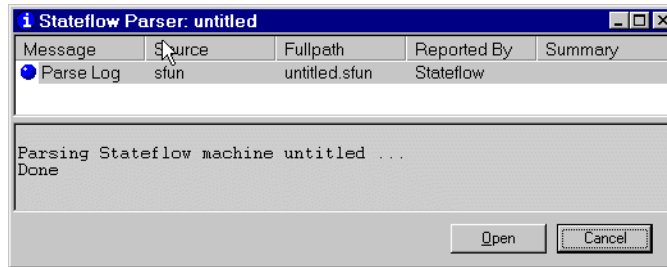 Stateflow Parser: untitled
Message Source Fullpath Reported By Summary
Parse Log sfun untitled.sfun Stateflow
Parsing Stateflow machine untitled ...
Done
Open Cancel